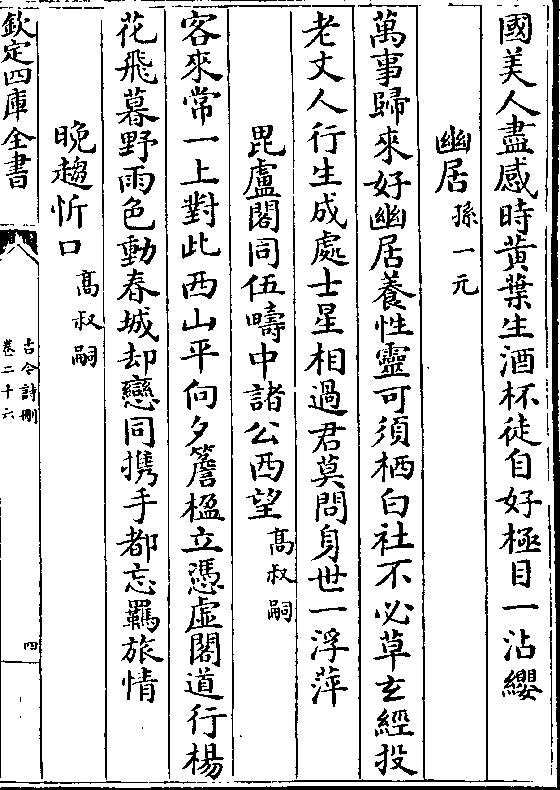 國美人盡感時黃葉生酒杯徒自好極目一沾纓
幽居孫一元
萬事歸來好幽居養性靈可須栖白社不必草玄經投
老丈人行生成處士星相過君莫問身世一浮萍
毘盧閣同伍疇中諸公西望髙叔嗣
客來常一上對此西山平向夕簷楹立憑虛閣道行楊
花飛暮野雨色動春城却戀同携手都忘羈旅情
晚趨忻口髙叔嗣
欽定四庫全書
古今詩刪
卷二十六
四